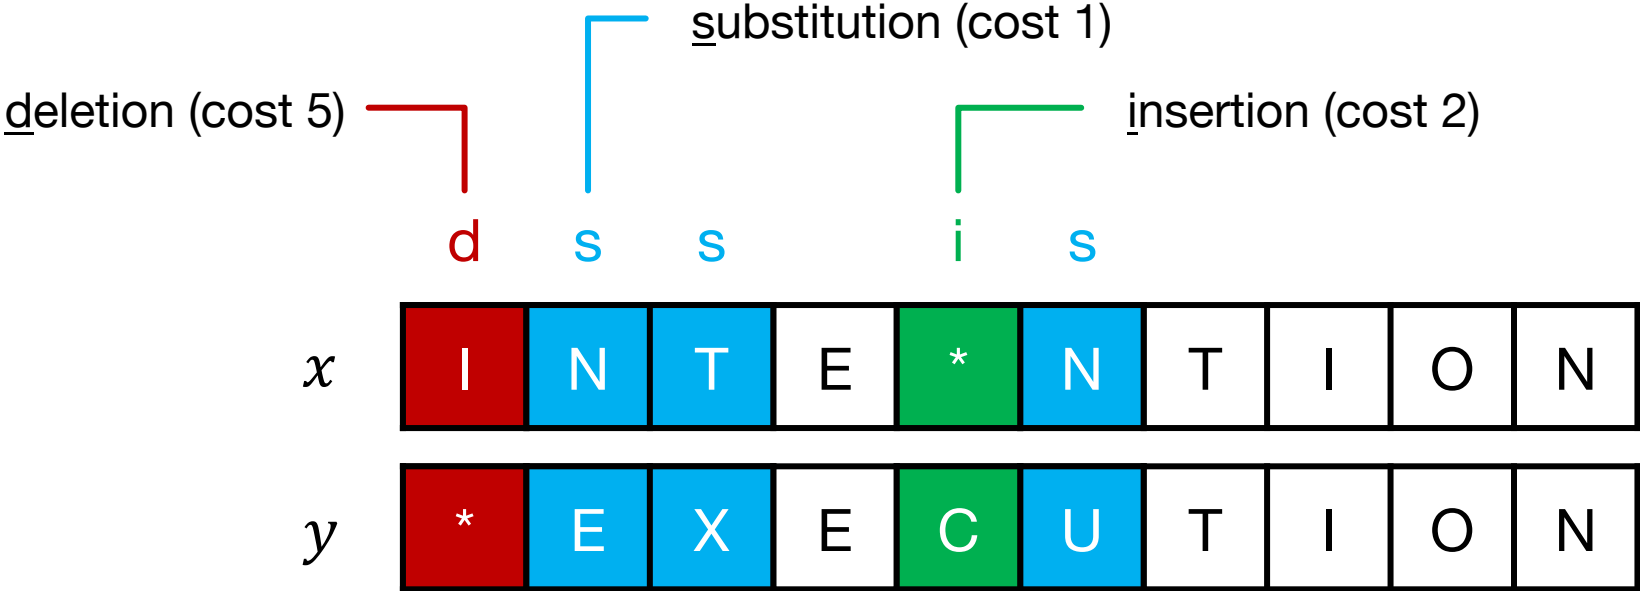 substitution (cost 1)
deletion (cost 5)
insertion (cost 2)
d s s i s
x I N T E * N T I O N
y * E X E C U T I O N